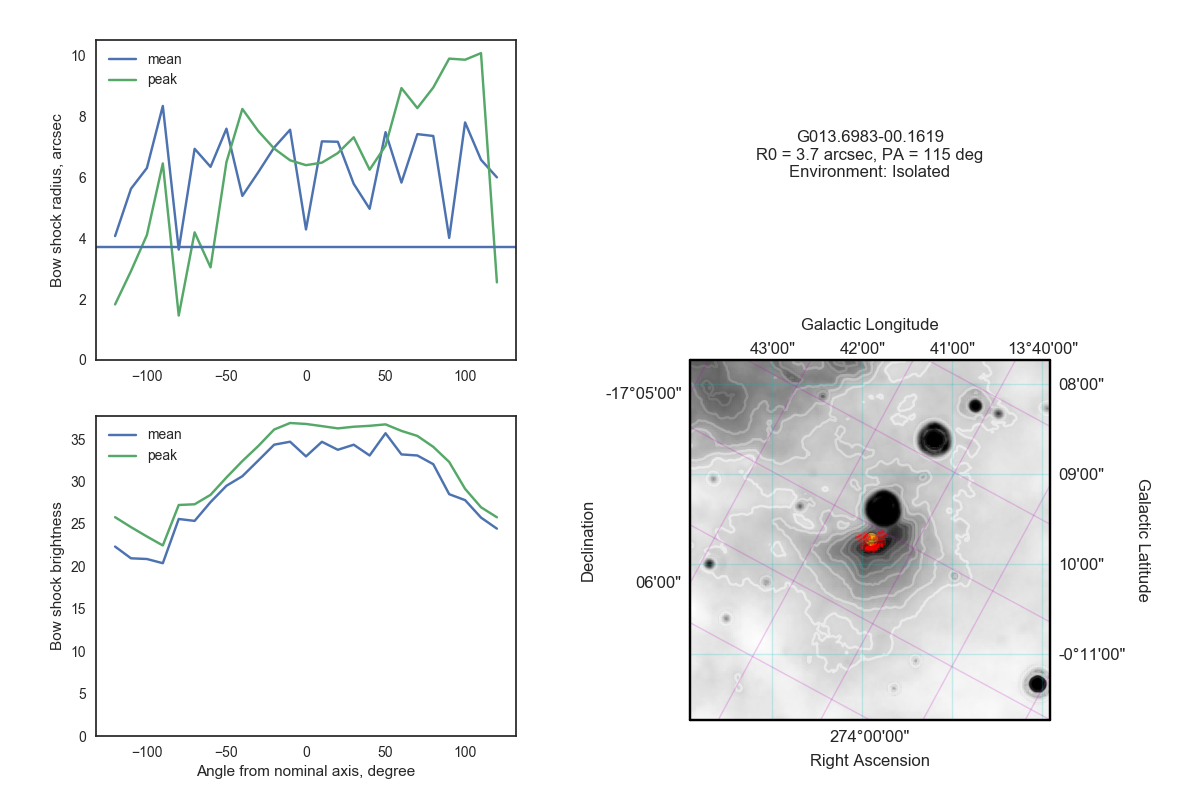 mean
peak
10
8
6
4
2
0
Bow shock radius, arcsec
−100
−50
0
50
100
mean
peak
35
30
25
20
15
10
5
0
Bow shock brightness
−100
−50
0
50
100
Angle from nominal axis, degree
G013.6983-00.1619
R0 = 3.7 arcsec, PA = 115 deg
Environment: Isolated
Galactic Longitude
43'00"
42'00"
41'00"
13°40'00"
-17°05'00"
06'00"
Declination
08'00"
09'00"
10'00"
-0°11'00"
Galactic Latitude
274°00'00"
Right Ascension